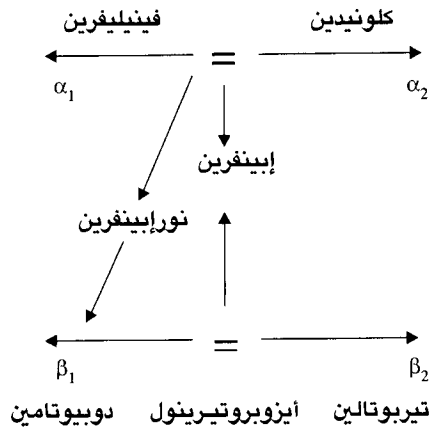 كلونيدين فينيليفرين
α₂ = α₁
إبينفرين
نورإبينفرين
β₂ = β₁
تيربوتالين أيزوبروتيرينول دوبيوتامين